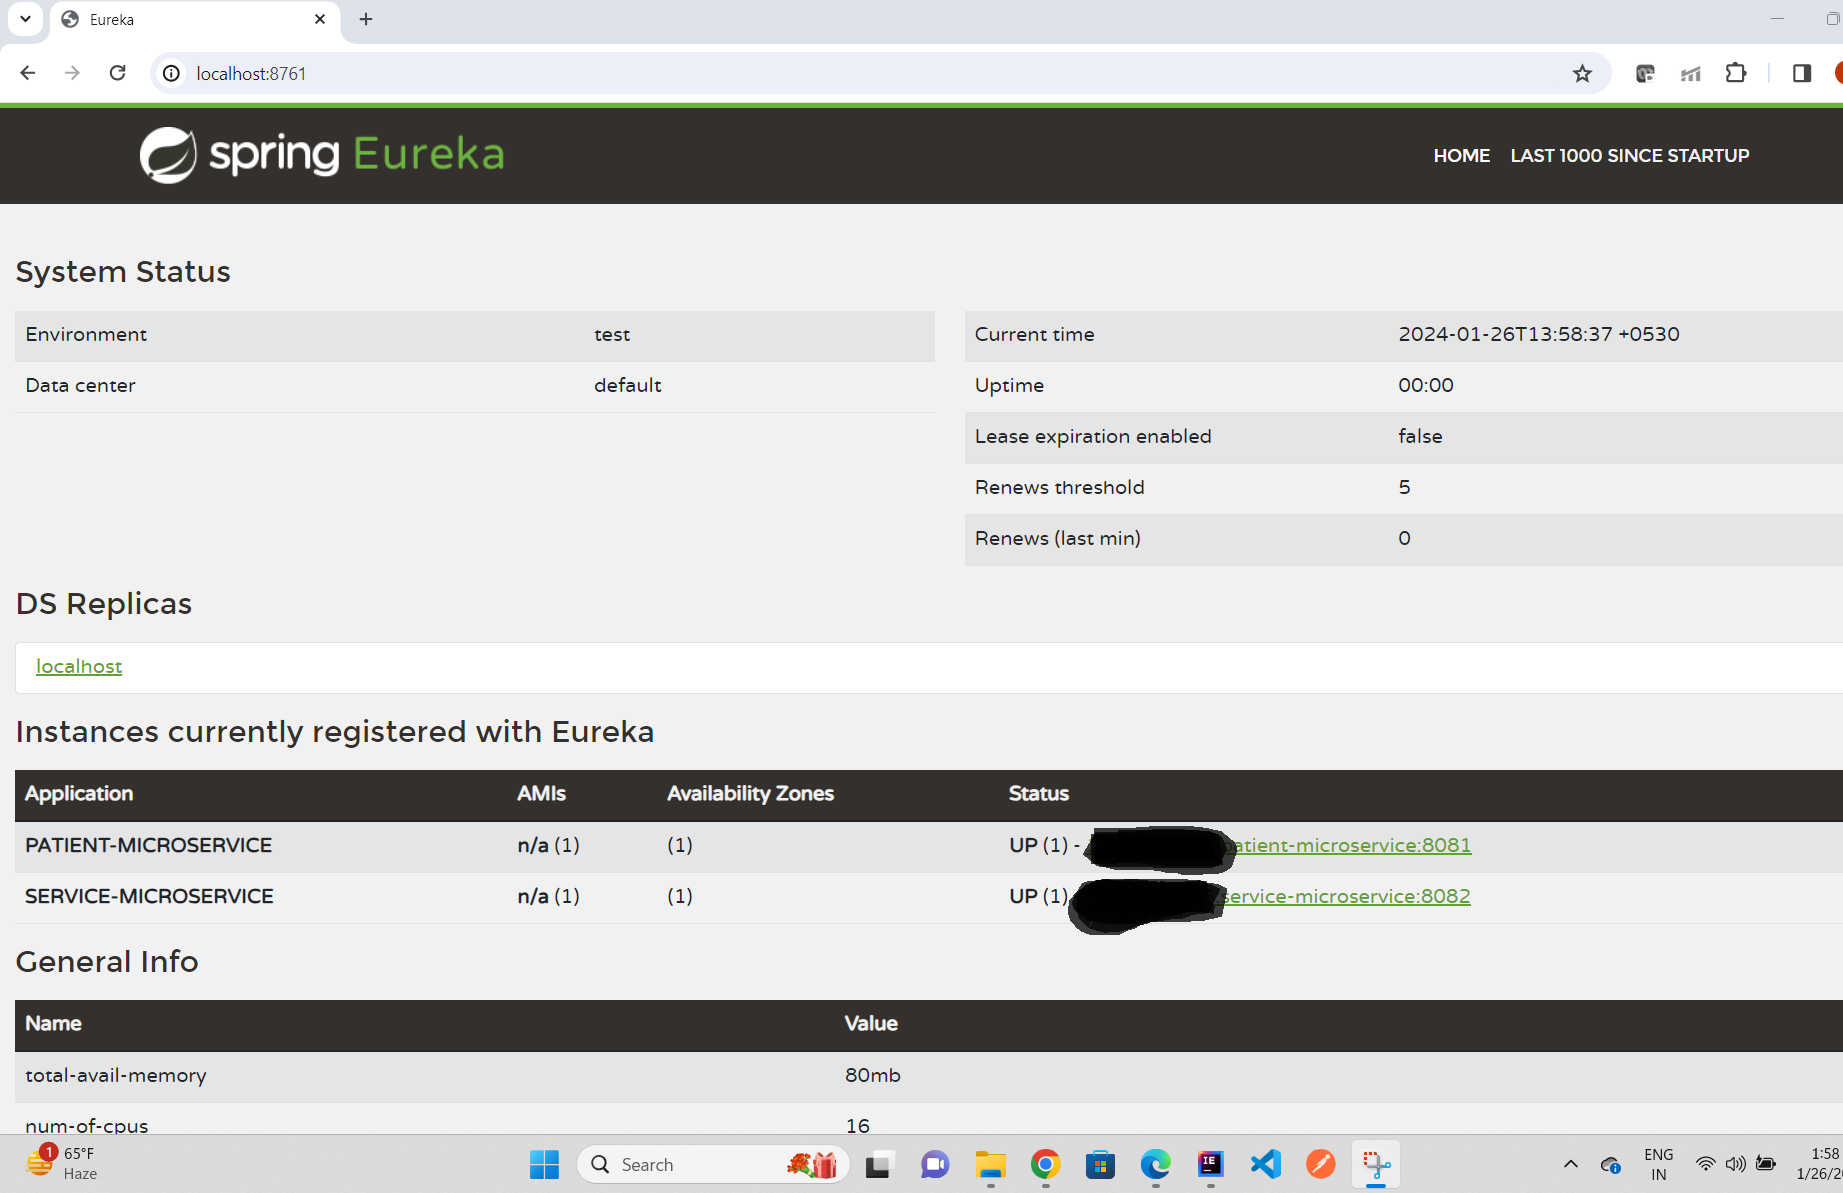 Eureka
localhost:8761
spring Eureka
HOME LAST 1000 SINCE STARTUP
System Status
Environment test
Data center default
Current time 2024-01-26T13:58:37 +0530
Uptime 00:00
Lease expiration enabled false
Renews threshold 5
Renews (last min) 0
DS Replicas
localhost
Instances currently registered with Eureka
Application AMIs Availability Zones Status
PATIENT-MICROSERVICE n/a (1) (1) UP (1) - patient-microservice:8081
SERVICE-MICROSERVICE n/a (1) (1) UP (1) service-microservice:8082
General Info
Name Value
total-avail-memory 80mb
num-of-cpus 16
1 65°F
Haze
Search
IE
ENG
IN
1:58
1/26/2